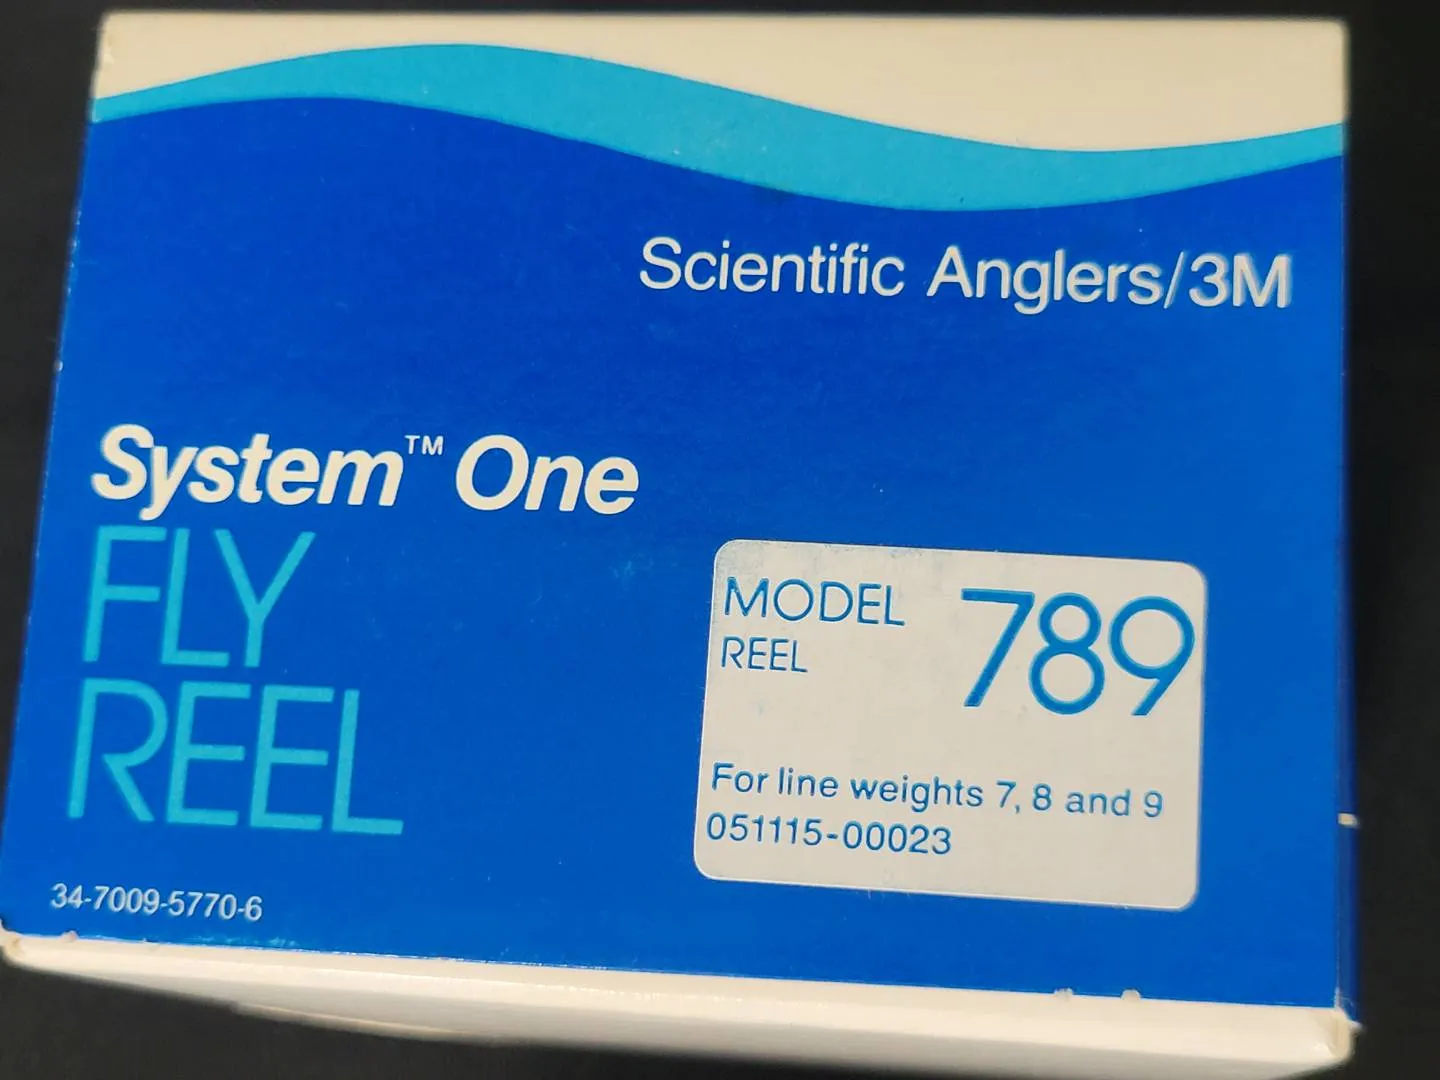 Scientific Anglers/3M
System™ One
FLY
REEL
MODEL 789
REEL
For line weights 7, 8 and 9
051115-00023
34-7009-5770-6